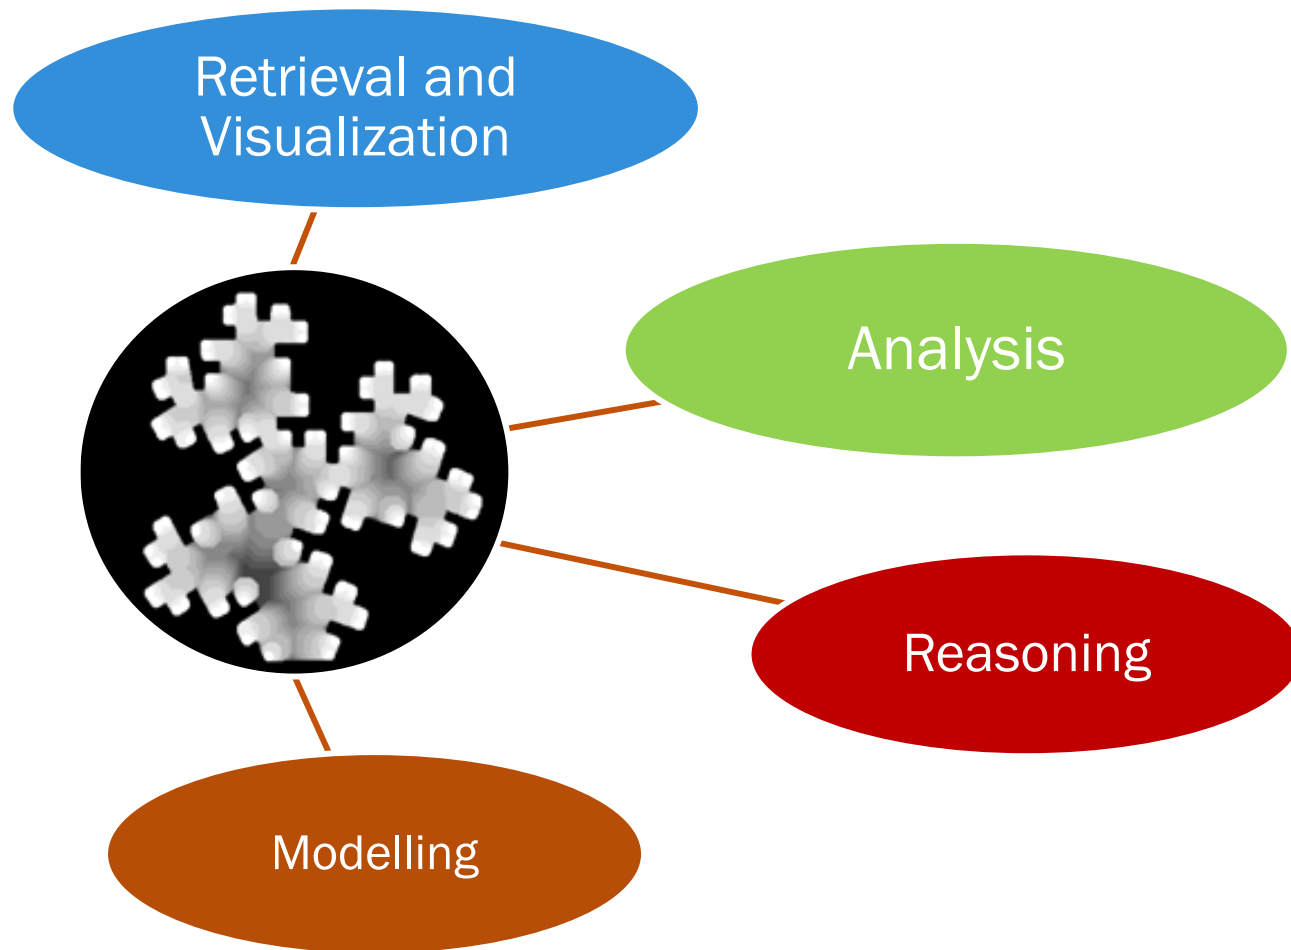 Retrieval and
Visualization
Analysis
Reasoning
Modelling